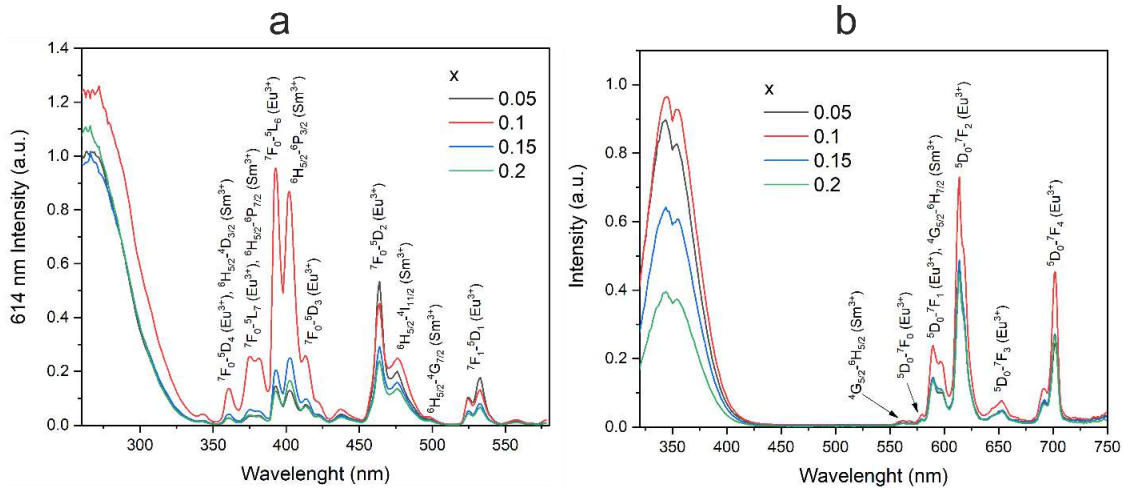 a
614 nm Intensity (a.u.)
1.4
1.2
1.0
0.8
0.6
0.4
0.2
0.0
⁷F₀-⁵D₄ (Eu³⁺), ⁶H₅/₂-⁴D₃/₂ (Sm³⁺)
⁷F₀-⁵L₇ (Eu³⁺), ⁶H₅/₂-⁶P₇/₂ (Sm³⁺)
⁷F₀-⁵L₆ (Eu³⁺)
⁶H₅/₂-⁶P₃/₂ (Sm³⁺)
⁷F₀-⁵D₃ (Eu³⁺)
⁷F₀-⁵D₂ (Eu³⁺)
⁶H₅/₂-⁴I₁₁/₂ (Sm³⁺)
⁶H₅/₂-⁴G₇/₂ (Sm³⁺)
⁷F₁-⁵D₁ (Eu³⁺)
x
0.05
0.1
0.15
0.2
250 300 350 400 450 500 550
Wavelenght (nm)
b
Intensity (a.u.)
1.0
0.8
0.6
0.4
0.2
0.0
x
0.05
0.1
0.15
0.2
⁴G₅/₂-⁶H₅/₂ (Sm³⁺)
⁵D₀-⁷F₀ (Eu³⁺)
⁵D₀-⁷F₁ (Eu³⁺), ⁴G₅/₂-⁶H₇/₂ (Sm³⁺)
⁵D₀-⁷F₂ (Eu³⁺)
⁵D₀-⁷F₃ (Eu³⁺)
⁵D₀-⁷F₄ (Eu³⁺)
350 400 450 500 550 600 650 700 750
Wavelenght (nm)